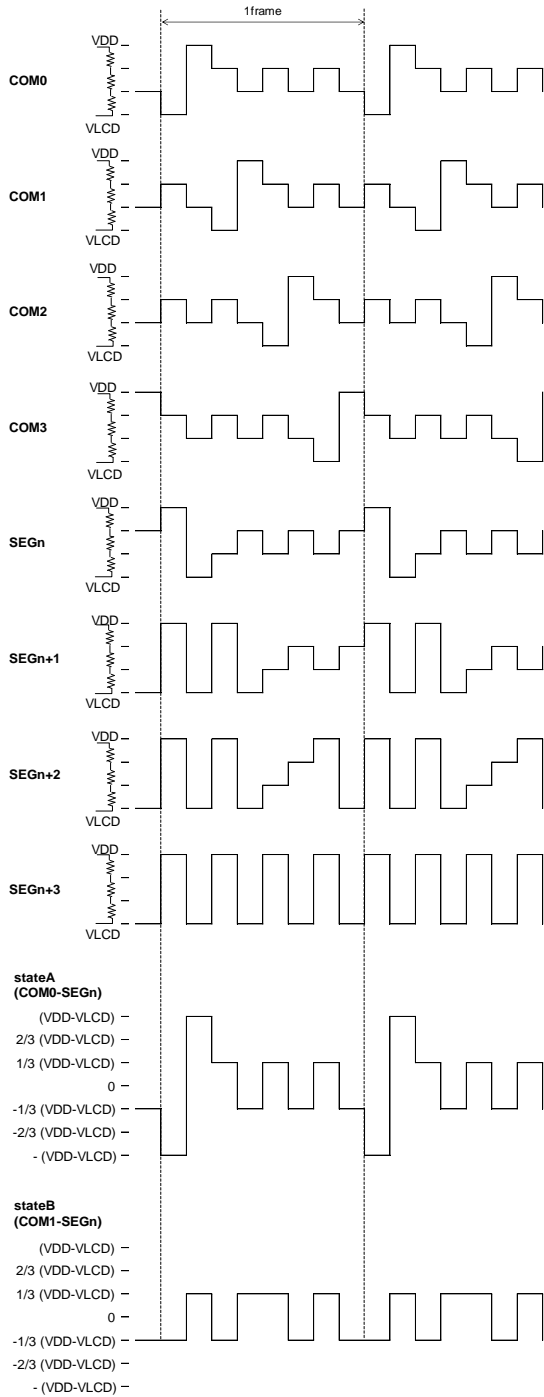 1frame
VDD
COM0
VLCD
VDD
COM1
VLCD
VDD
COM2
VLCD
VDD
COM3
VLCD
VDD
SEGn
VLCD
VDD
SEGn+1
VLCD
VDD
SEGn+2
VLCD
VDD
SEGn+3
VLCD
stateA
(COM0-SEGn)
(VDD-VLCD)
2/3 (VDD-VLCD)
1/3 (VDD-VLCD)
0
-1/3 (VDD-VLCD)
-2/3 (VDD-VLCD)
- (VDD-VLCD)
stateB
(COM1-SEGn)
(VDD-VLCD)
2/3 (VDD-VLCD)
1/3 (VDD-VLCD)
0
-1/3 (VDD-VLCD)
-2/3 (VDD-VLCD)
- (VDD-VLCD)